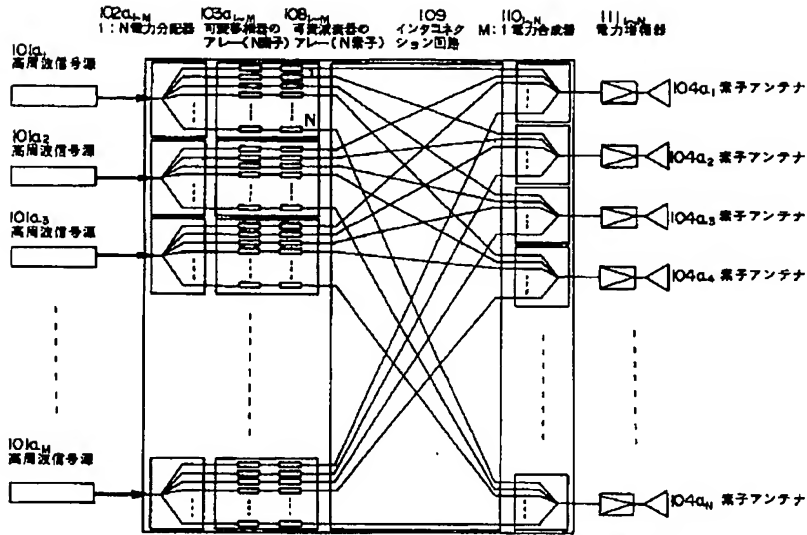 102a₁₋M
1:N電力分配器
103a₁₋M
可変移相器の
アレー(N素子)
108₁₋M
可変減衰器の
アレー(N素子)
109
インタコネク
ション回路
110₁₋N
M:1電力合成器
111₁₋N
電力増幅器
101a₁
高周波信号源
N
104a₁ 素子アンテナ
101a₂
高周波信号源
104a₂ 素子アンテナ
101a₃
高周波信号源
104a₃ 素子アンテナ
104a₄ 素子アンテナ
101aM
高周波信号源
104aN 素子アンテナ